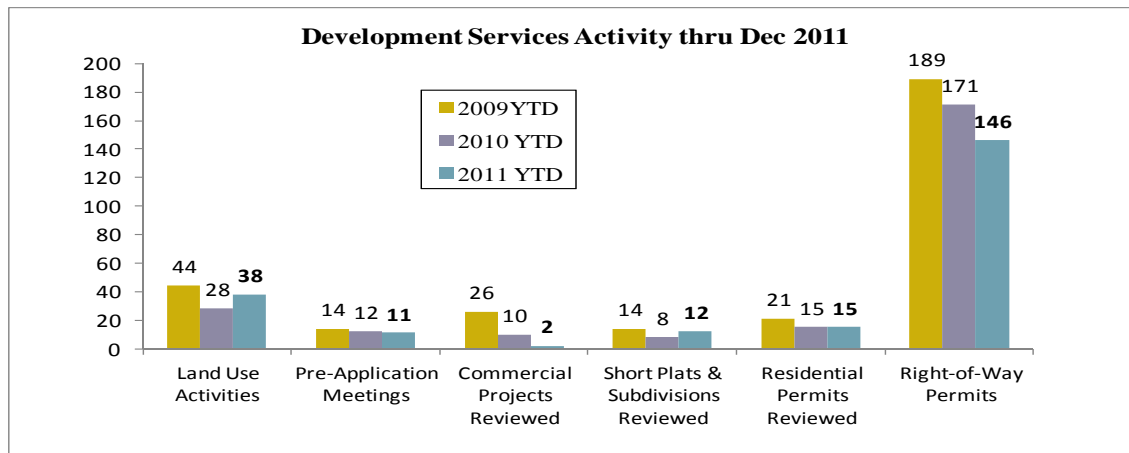 Development Services Activity thru Dec 2011
200
180
160
140
120
100
80
60
40
20
0
2009YTD
2010 YTD
2011 YTD
44
28
38
14
12
11
26
10
2
14
8
12
21
15
15
189
171
146
Land Use
Activities
Pre-Application
Meetings
Commercial
Projects
Reviewed
Short Plats &
Subdivisions
Reviewed
Residential
Permits
Reviewed
Right-of-Way
Permits